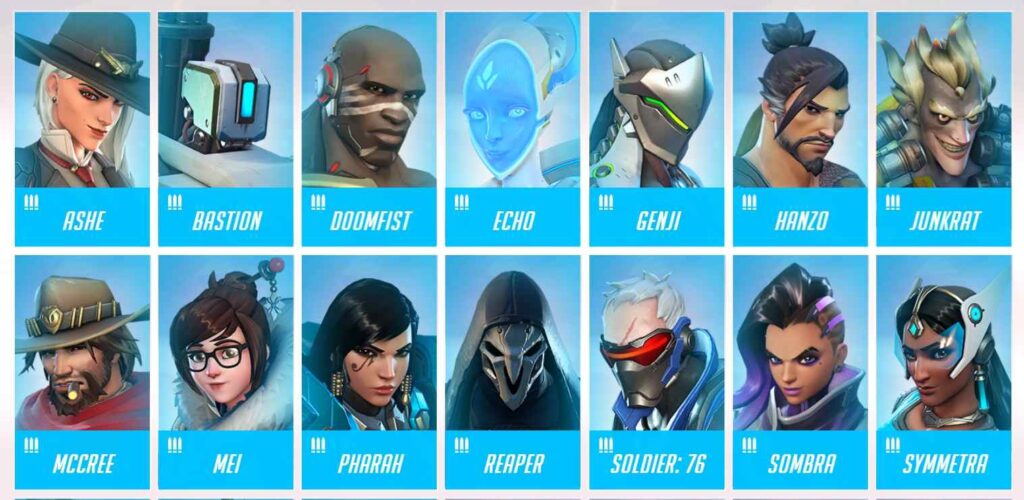 ASHE
BASTION
DOOMFIST
ECHO
GENJI
HANZO
JUNKRAT
MCCREE
MEI
PHARAH
REAPER
SOLDIER: 76
SOMBRA
SYMMETRA